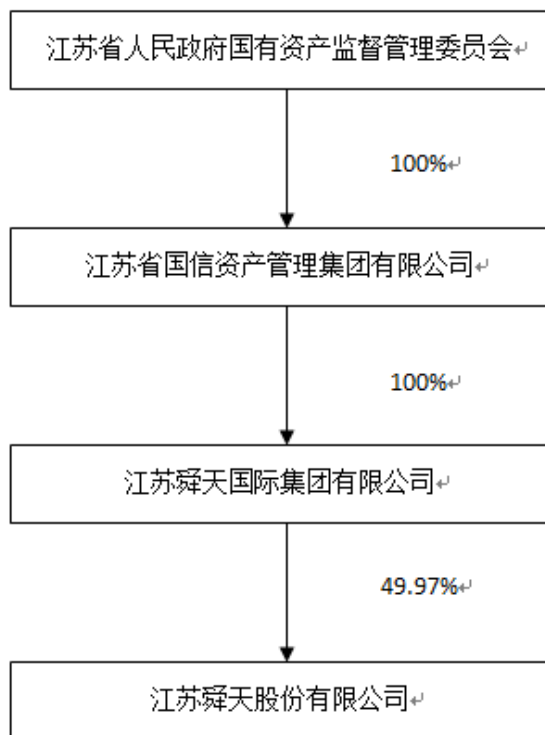 江苏省人民政府国有资产监督管理委员会↵
100%↵
江苏省国信资产管理集团有限公司↵
100%↵
江苏舜天国际集团有限公司↵
49.97%↵
江苏舜天股份有限公司↵